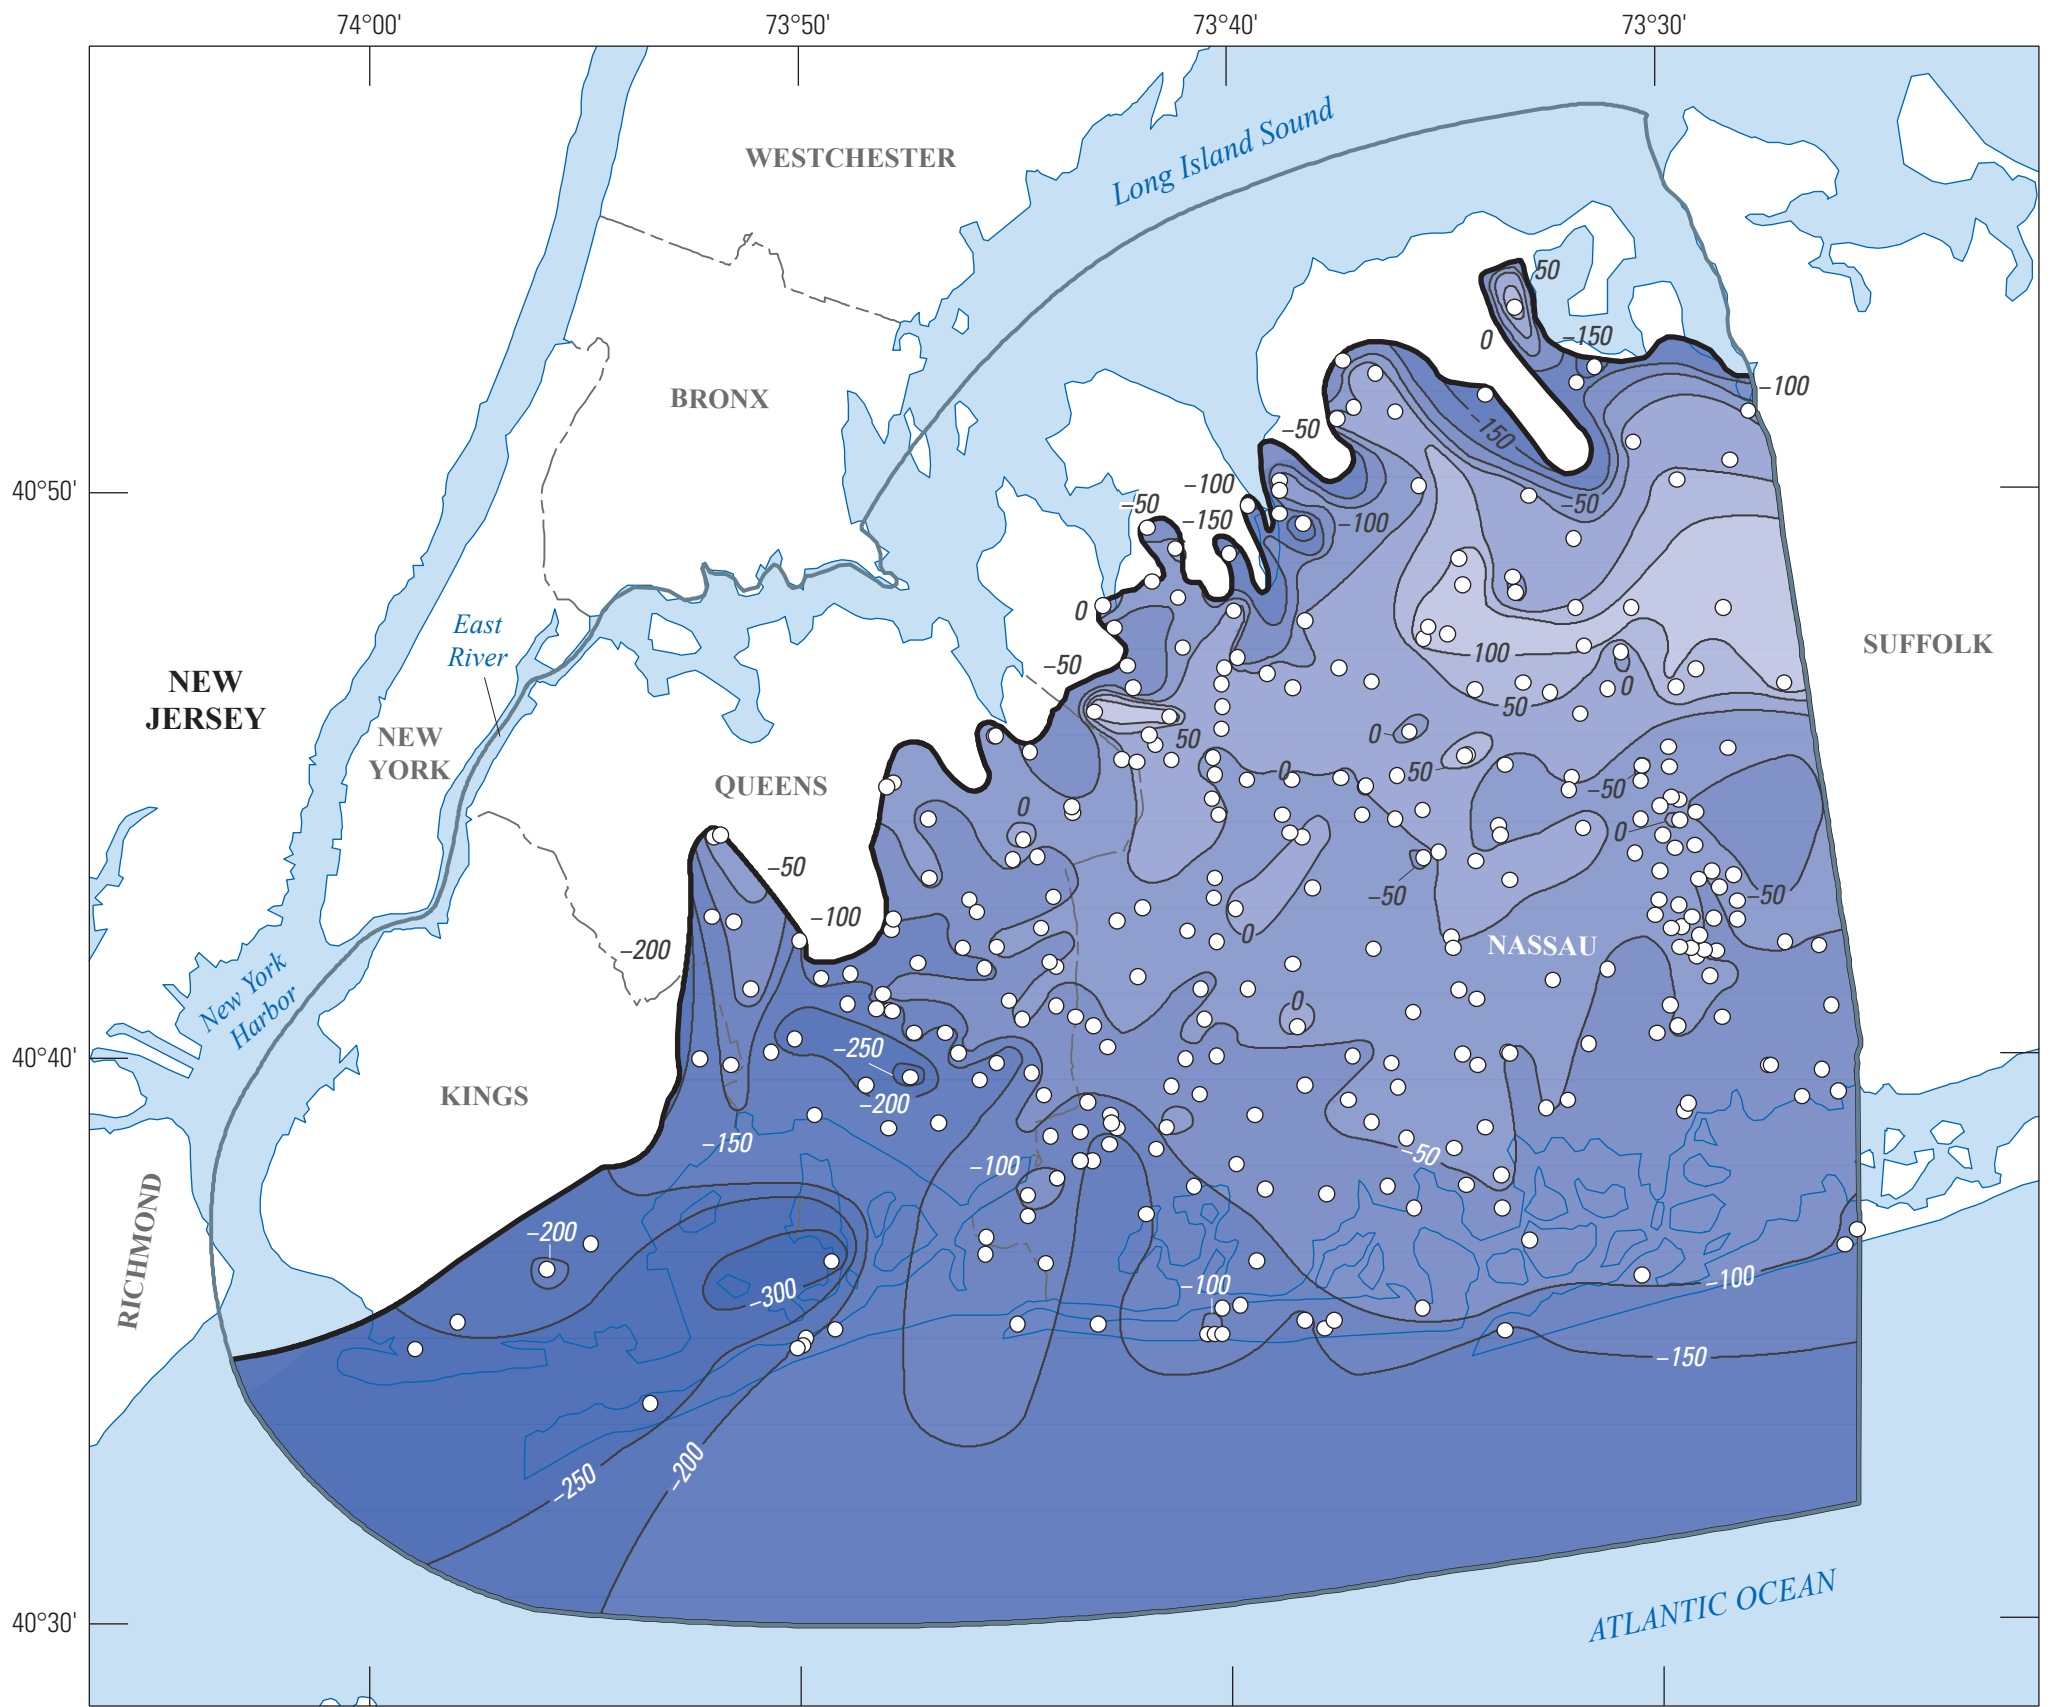 74°00'
73°50'
73°40'
73°30'
Long Island Sound
WESTCHESTER
50
0
−150
−100
BRONX
−50
−150
−100
40°50'
−50
−50
−150
−100
0
East
River
−50
100
SUFFOLK
0
NEW
JERSEY
50
NEW
YORK
0
50
0
50
−50
QUEENS
0
0
−50
−50
−50
−100
0
NASSAU
−200
New York
Harbor
0
40°40'
−250
−200
KINGS
−150
−50
−100
RICHMOND
−200
−100
−100
−300
−150
−250
−200
ATLANTIC OCEAN
40°30'